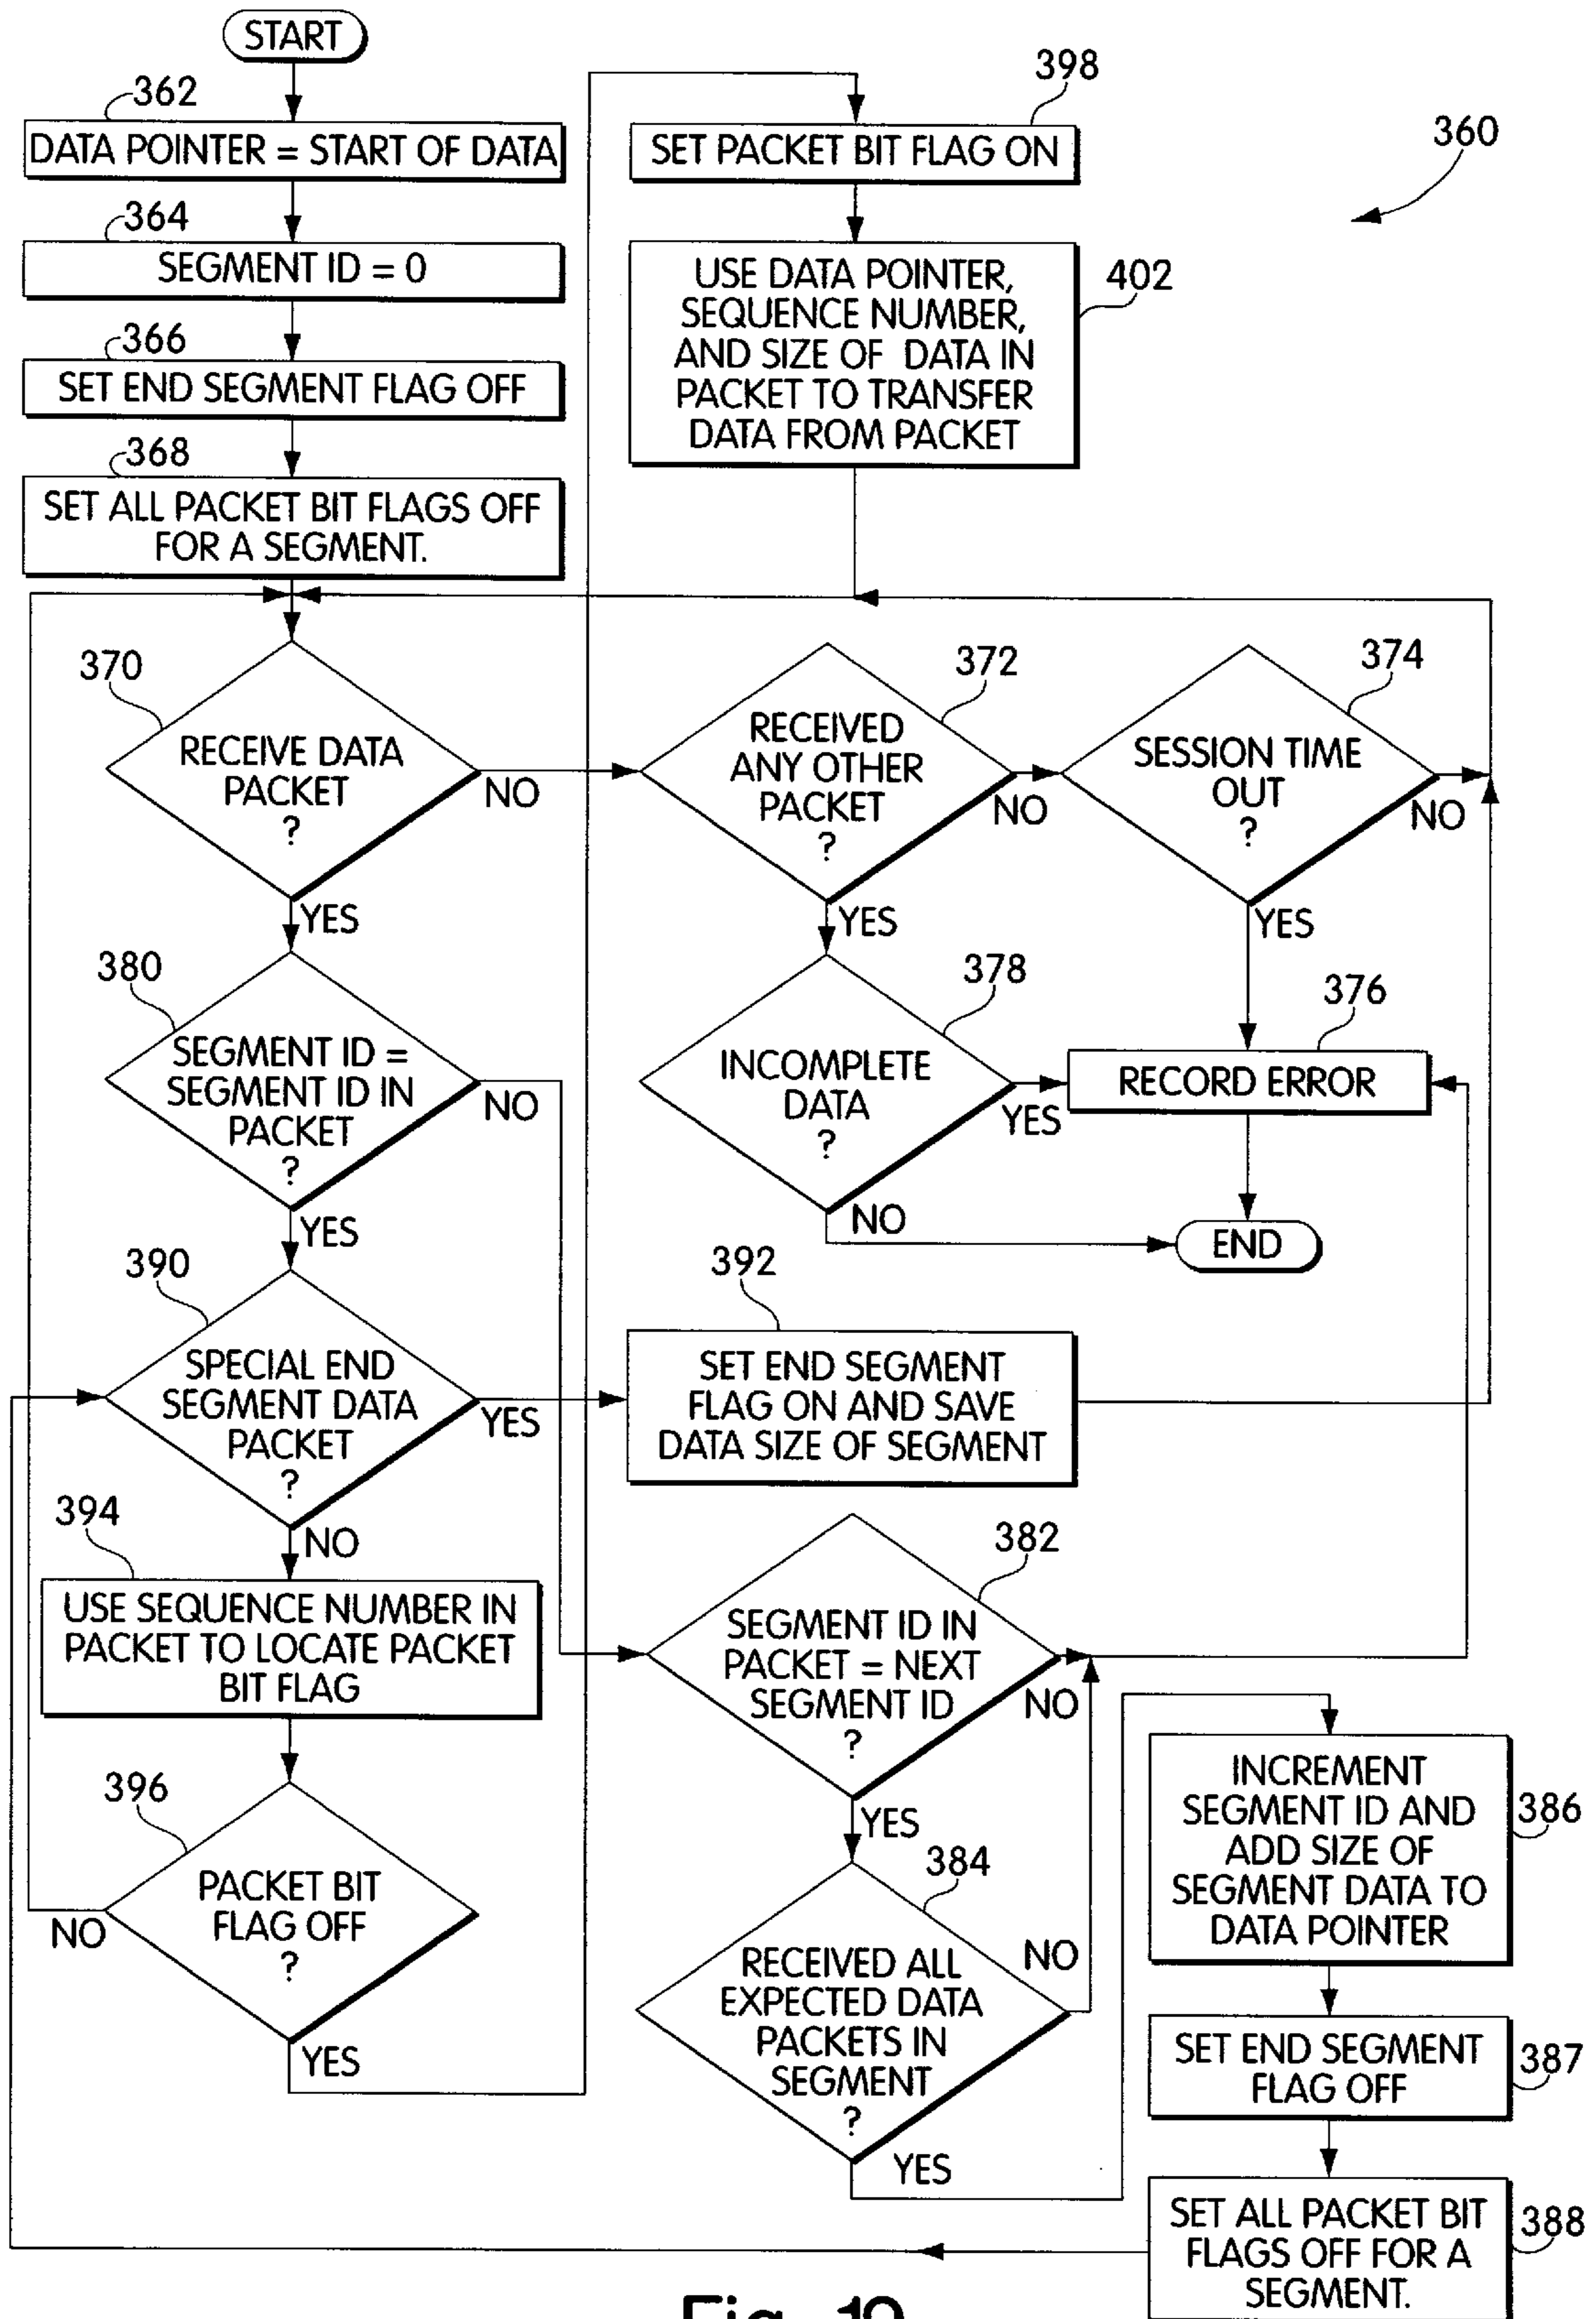 START
362
DATA POINTER = START OF DATA
364
SEGMENT ID = 0
366
SET END SEGMENT FLAG OFF
368
SET ALL PACKET BIT FLAGS OFF
FOR A SEGMENT.
398
SET PACKET BIT FLAG ON
360
402
USE DATA POINTER,
SEQUENCE NUMBER,
AND SIZE OF DATA IN
PACKET TO TRANSFER
DATA FROM PACKET
370
RECEIVE DATA
PACKET
?
NO
YES
372
RECEIVED
ANY OTHER
PACKET
?
NO
YES
374
SESSION TIME
OUT
?
NO
YES
380
SEGMENT ID =
SEGMENT ID IN
PACKET
?
NO
YES
378
INCOMPLETE
DATA
?
YES
NO
376
RECORD ERROR
END
390
SPECIAL END
SEGMENT DATA
PACKET
?
YES
NO
392
SET END SEGMENT
FLAG ON AND SAVE
DATA SIZE OF SEGMENT
394
USE SEQUENCE NUMBER IN
PACKET TO LOCATE PACKET
BIT FLAG
382
SEGMENT ID IN
PACKET = NEXT
SEGMENT ID
?
NO
YES
396
PACKET BIT
FLAG OFF
?
NO
YES
384
RECEIVED ALL
EXPECTED DATA
PACKETS IN
SEGMENT
?
NO
YES
386
INCREMENT
SEGMENT ID AND
ADD SIZE OF
SEGMENT DATA TO
DATA POINTER
387
SET END SEGMENT
FLAG OFF
388
SET ALL PACKET BIT
FLAGS OFF FOR A
SEGMENT.